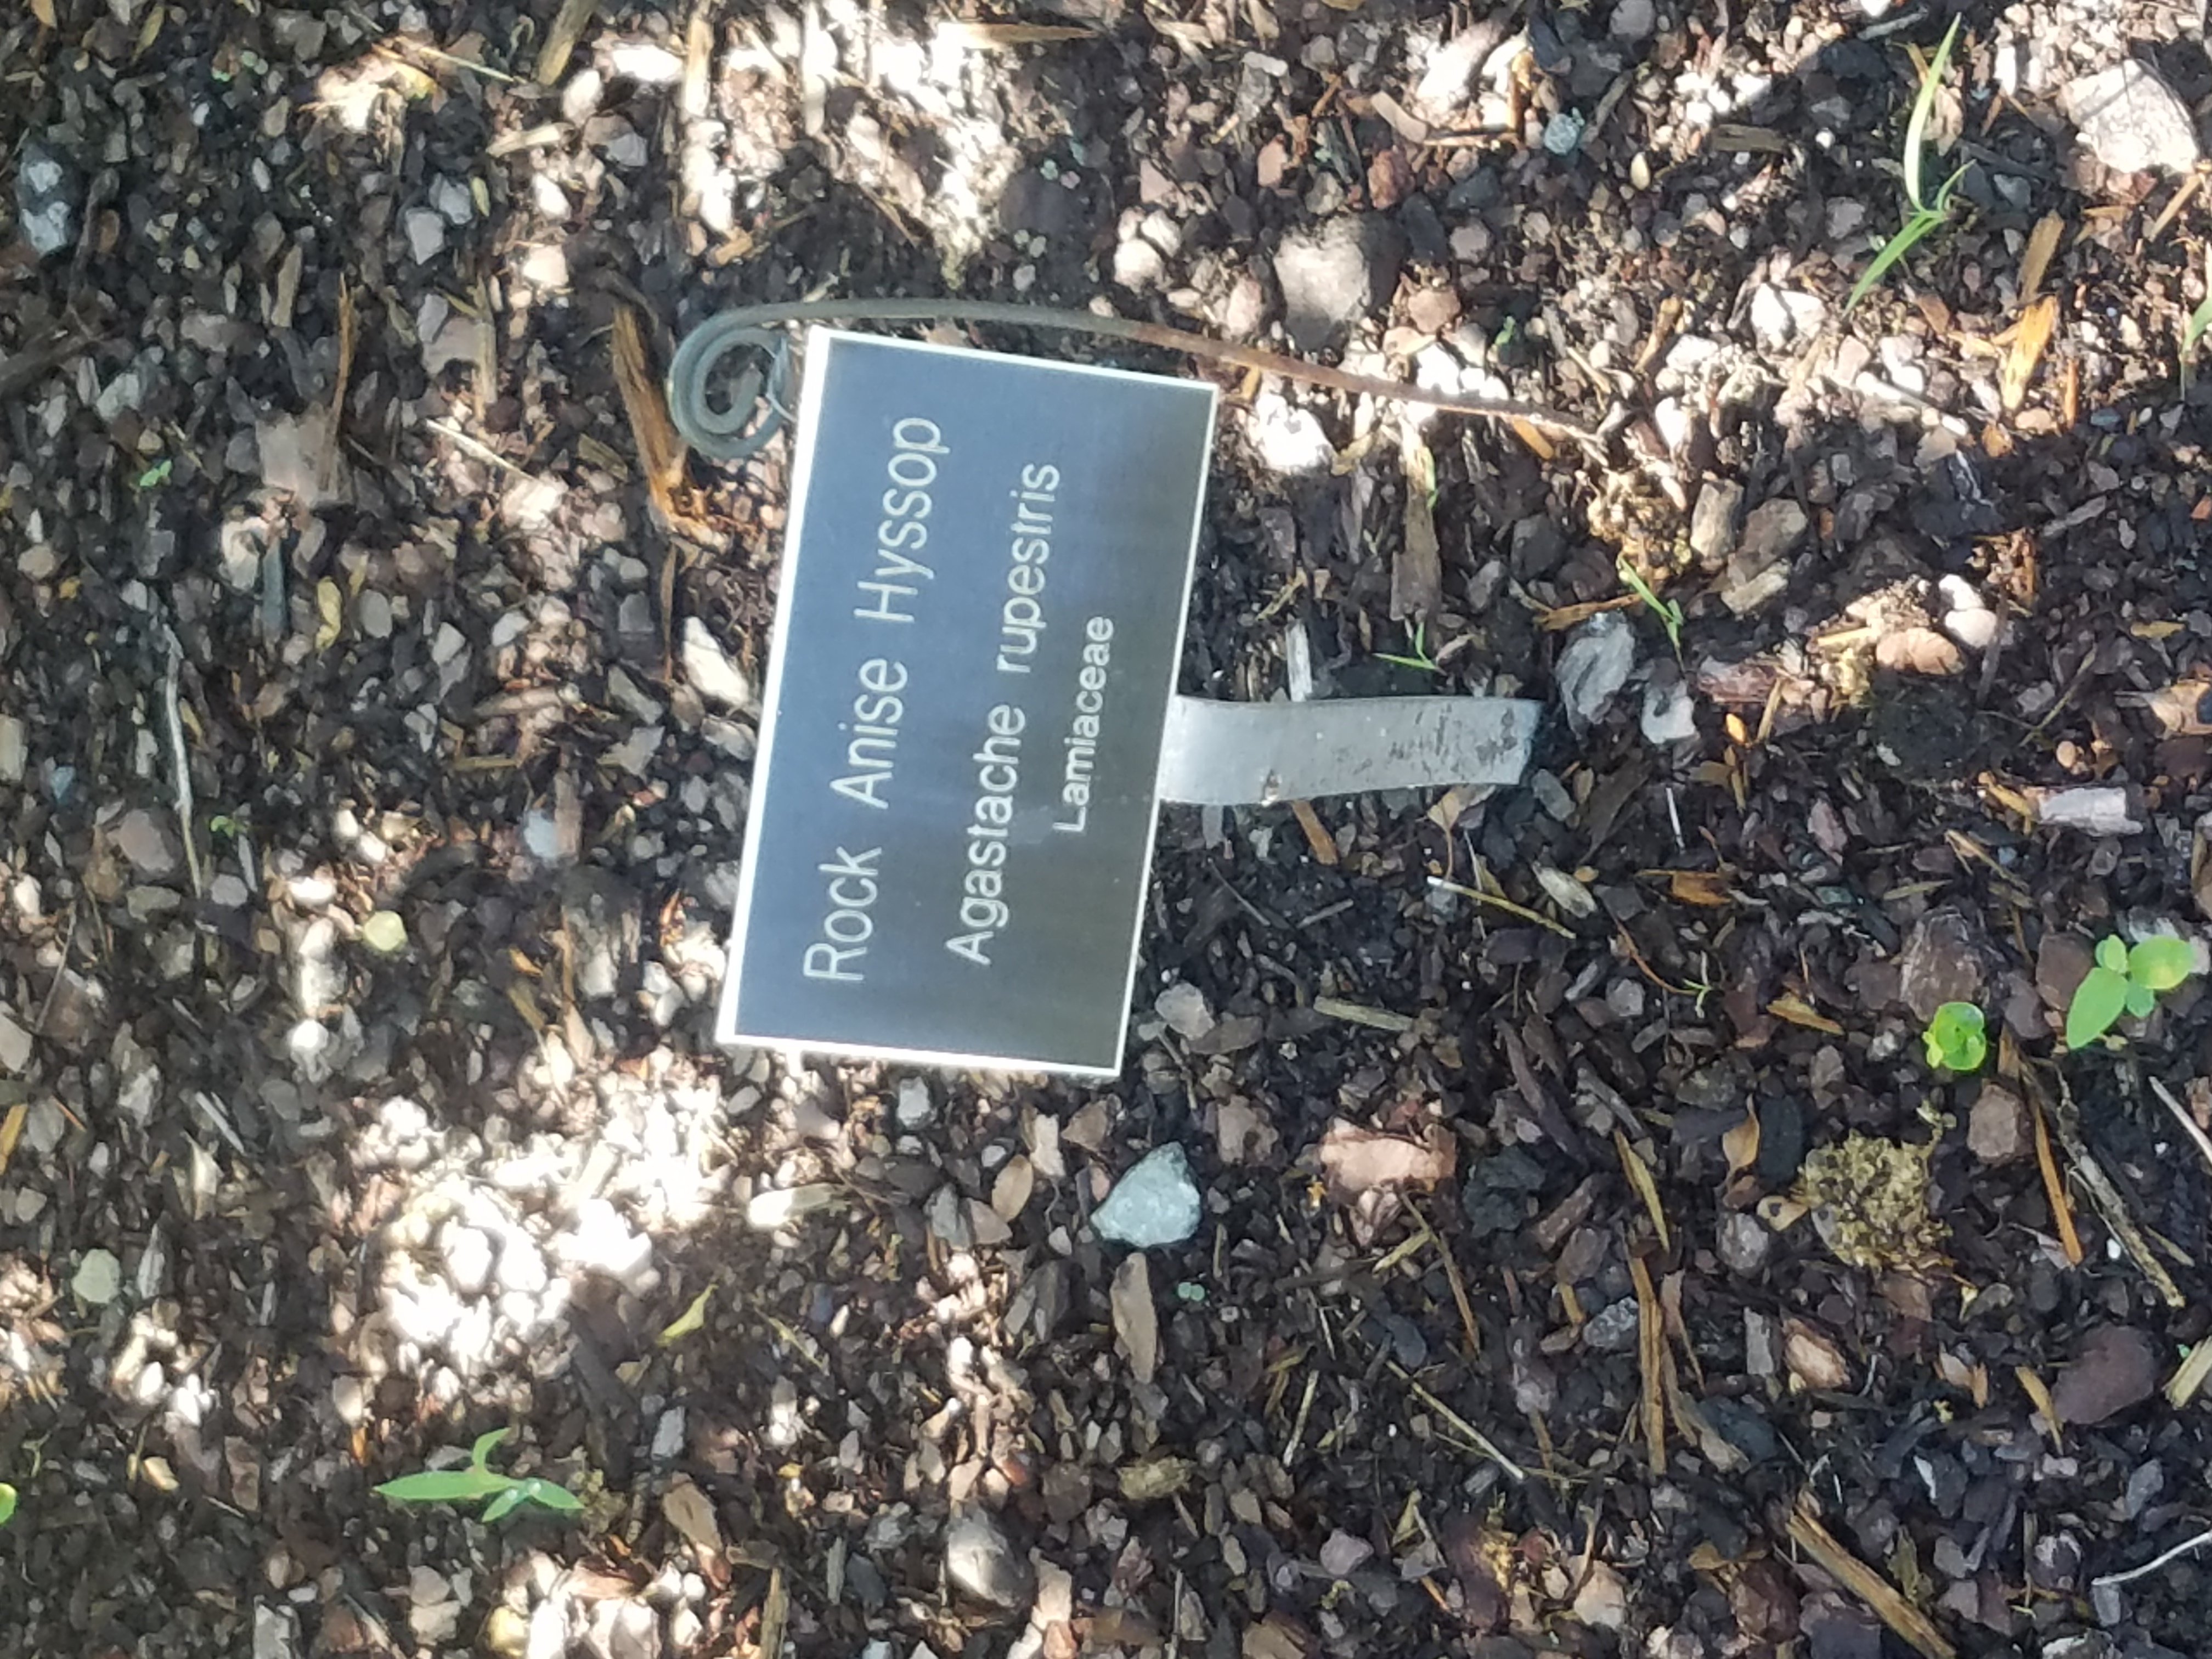 Rock Anise Hyssop
Agastache rupestris
Lamiaceae